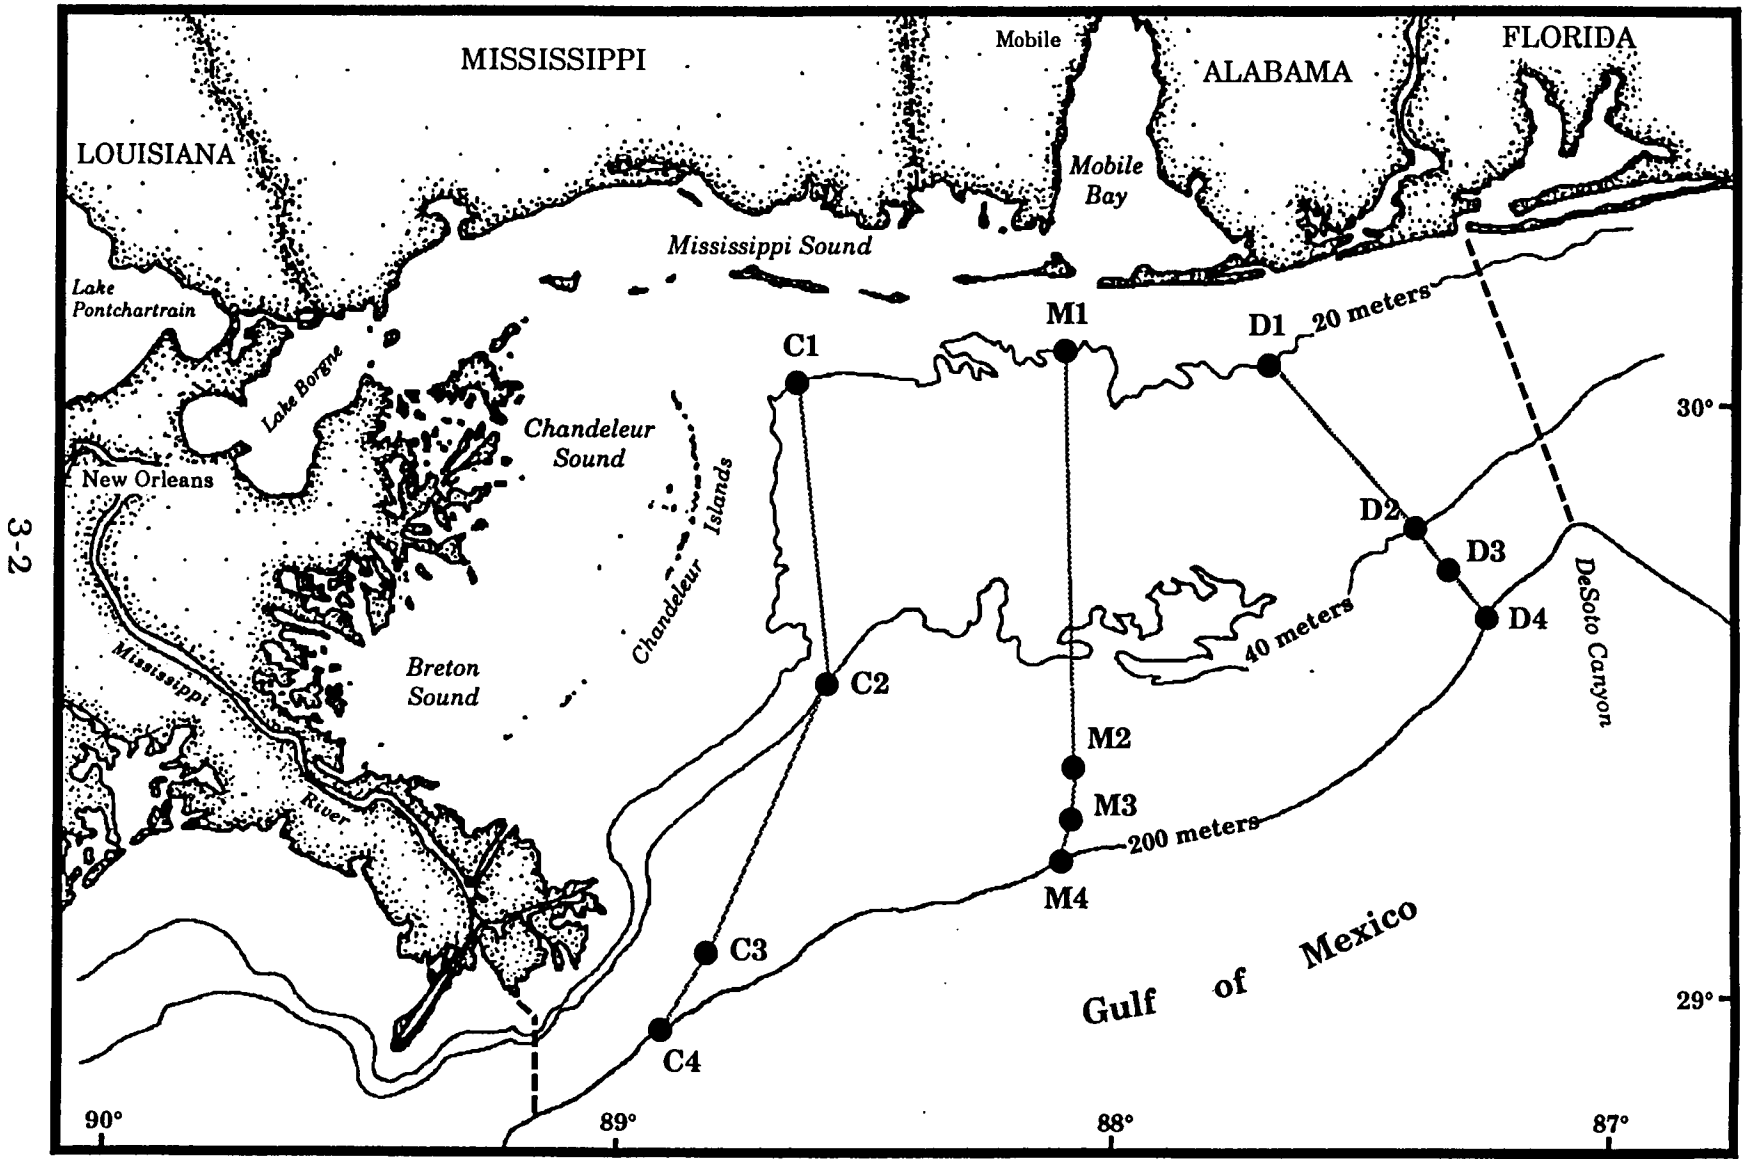 MISSISSIPPI
Mobile
FLORIDA
ALABAMA
LOUISIANA
Mobile
Bay
Mississippi Sound
Lake
Pontchartrain
20 meters
M1
D1
C1
Lake Borgne
30°
Chandeleur
Sound
New Orleans
Islands
Chandeleur
D2
D3
D4
DeSoto Canyon
3-2
40 meters
Mississippi
River
Breton
Sound
C2
M2
M3
200 meters
M4
C3
Gulf of Mexico
29°
C4
90°
89°
88°
87°